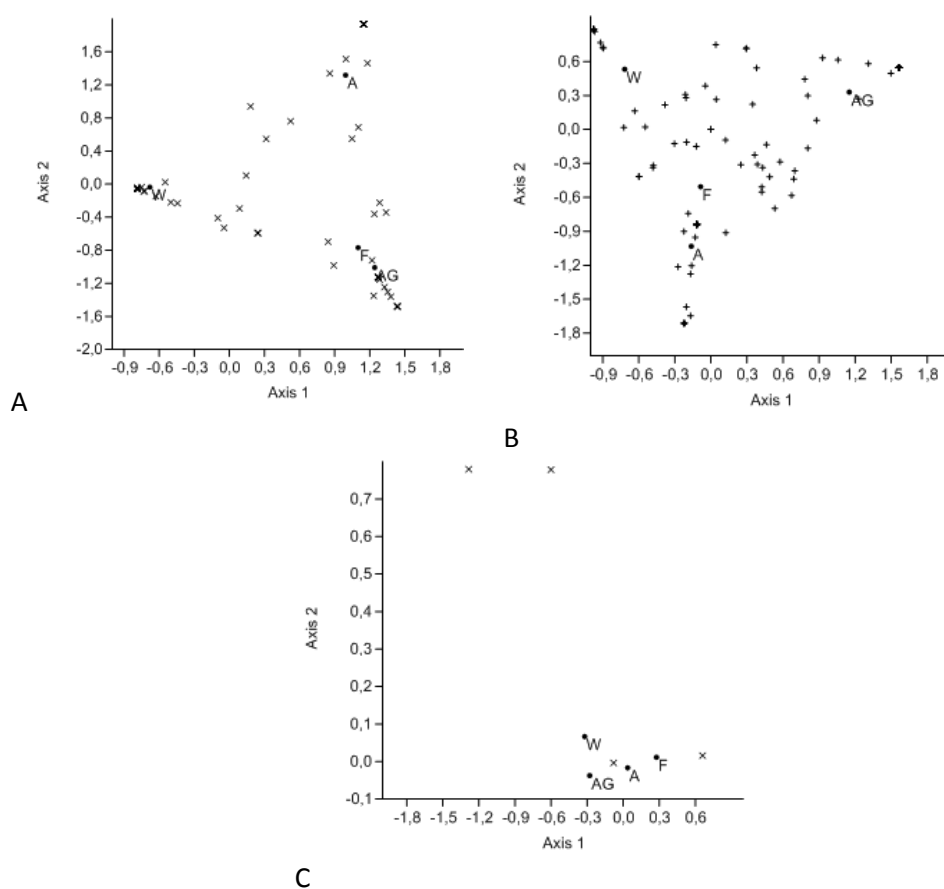 1,6
1,2
0,8
0,4
0,0
-0,4
-0,8
-1,2
-1,6
-2,0
Axis 2
A
W
F
AG
-0,9 -0,6 -0,3 0,0 0,3 0,6 0,9 1,2 1,5 1,8
Axis 1
A
0,6
0,3
0,0
-0,3
-0,6
-0,9
-1,2
-1,5
-1,8
Axis 2
W
AG
F
A
-0,9 -0,6 -0,3 0,0 0,3 0,6 0,9 1,2 1,5 1,8
Axis 1
B
0,7
0,6
0,5
0,4
0,3
0,2
0,1
0,0
-0,1
Axis 2
W
F
A
AG
-1,8 -1,5 -1,2 -0,9 -0,6 -0,3 0,0 0,3 0,6
Axis 1
C